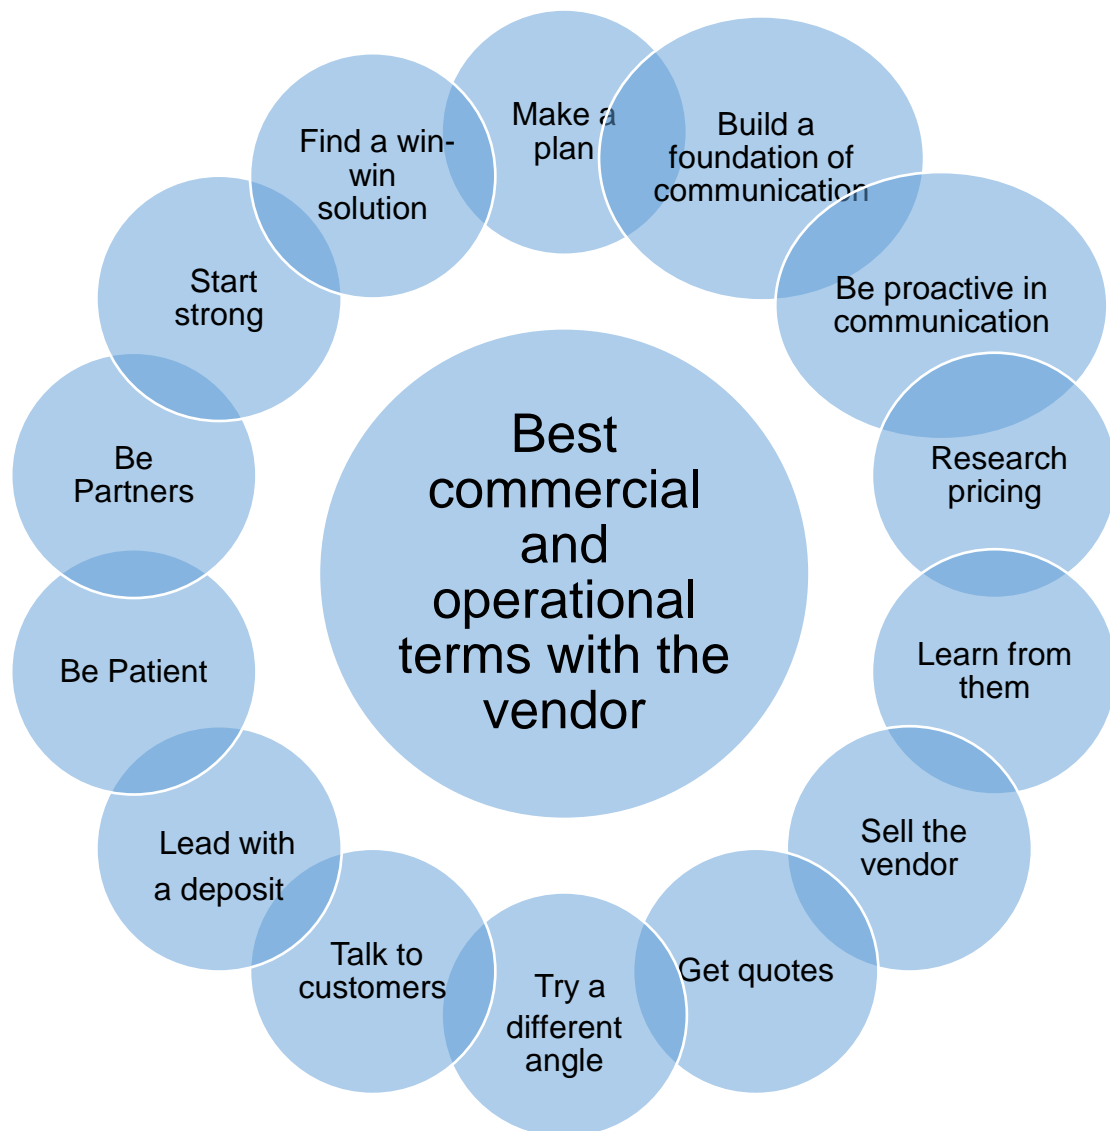 Make a
plan
Build a
foundation of
communication
Be proactive in
communication
Research
pricing
Learn from
them
Sell the
vendor
Get quotes
Try a
different
angle
Talk to
customers
Lead with
a deposit
Be Patient
Be
Partners
Start
strong
Find a win-
win
solution
Best
commercial
and
operational
terms with the
vendor